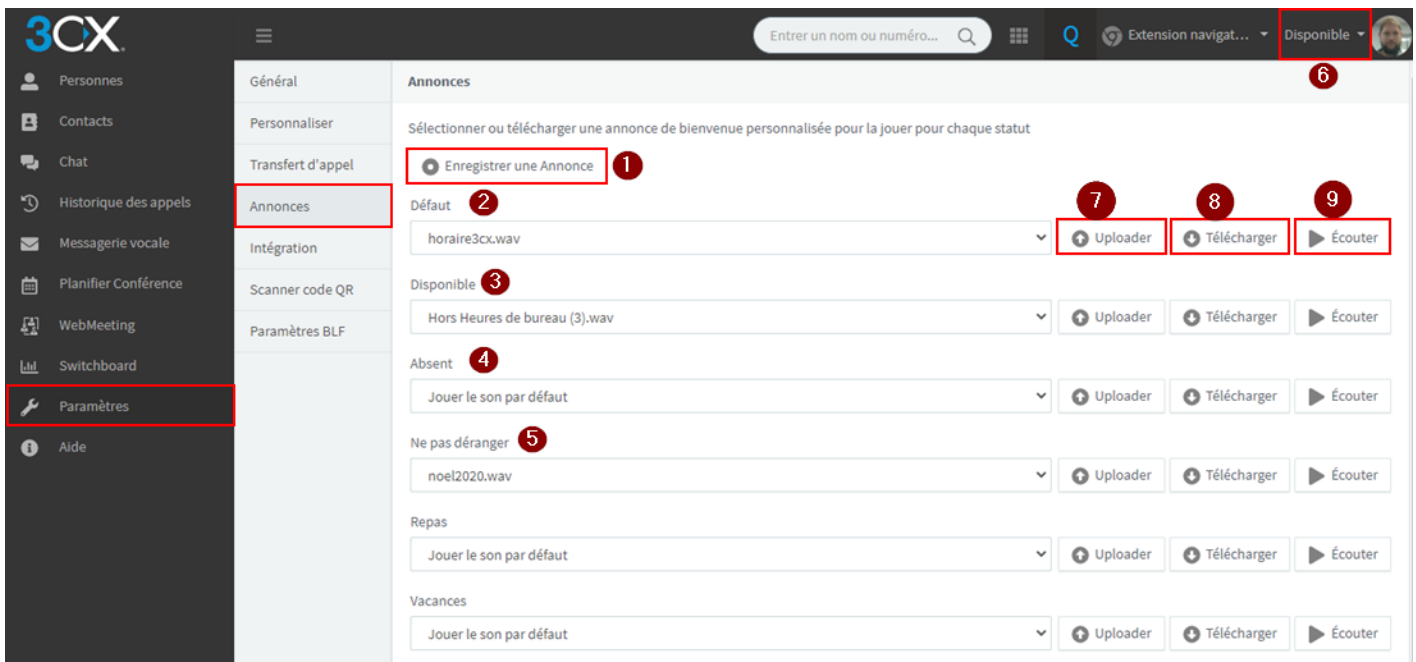 3CX
Entrer un nom ou numéro...
Q
Extension navigat...
Disponible
6
Personnes
Contacts
Chat
Historique des appels
Messagerie vocale
Planifier Conférence
WebMeeting
Switchboard
Paramètres
Aide
Général
Personnaliser
Transfert d'appel
Annonces
Intégration
Scanner code QR
Paramètres BLF
Annonces
Sélectionner ou télécharger une annonce de bienvenue personnalisée pour la jouer pour chaque statut
Enregistrer une Annonce 1
Défaut 2 7 8 9
horaire3cx.wav Uploader Télécharger Écouter
Disponible 3
Hors Heures de bureau (3).wav Uploader Télécharger Écouter
Absent 4
Jouer le son par défaut Uploader Télécharger Écouter
Ne pas déranger 5
noel2020.wav Uploader Télécharger Écouter
Repas
Jouer le son par défaut Uploader Télécharger Écouter
Vacances
Jouer le son par défaut Uploader Télécharger Écouter